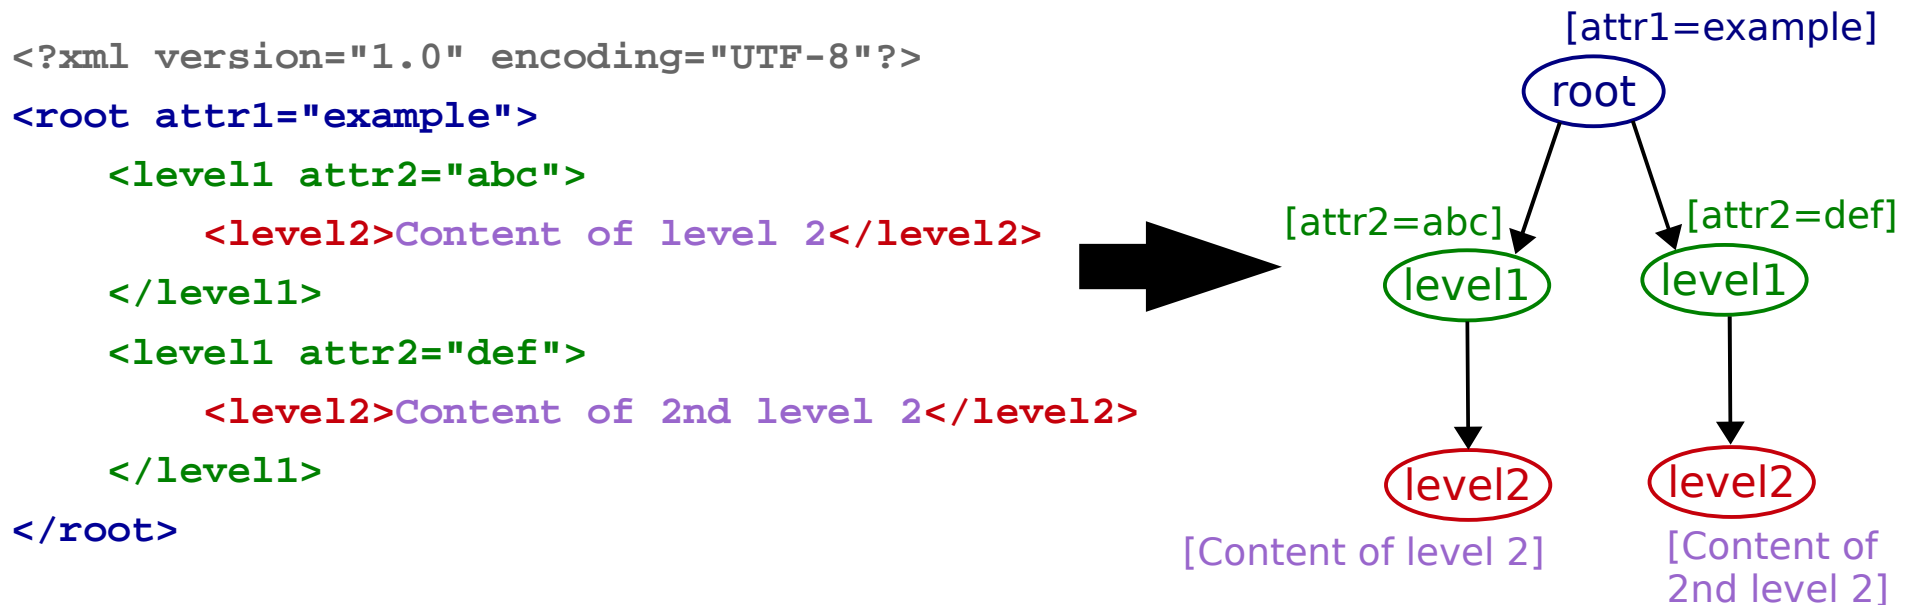 <?xml version="1.0" encoding="UTF-8"?>
<root attr1="example">
<level1 attr2="abc">
<level2>Content of level 2</level2>
</level1>
<level1 attr2="def">
<level2>Content of 2nd level 2</level2>
</level1>
</root>
[attr1=example]
root
[attr2=abc]
[attr2=def]
level1
level1
level2
level2
[Content of level 2]
[Content of
2nd level 2]